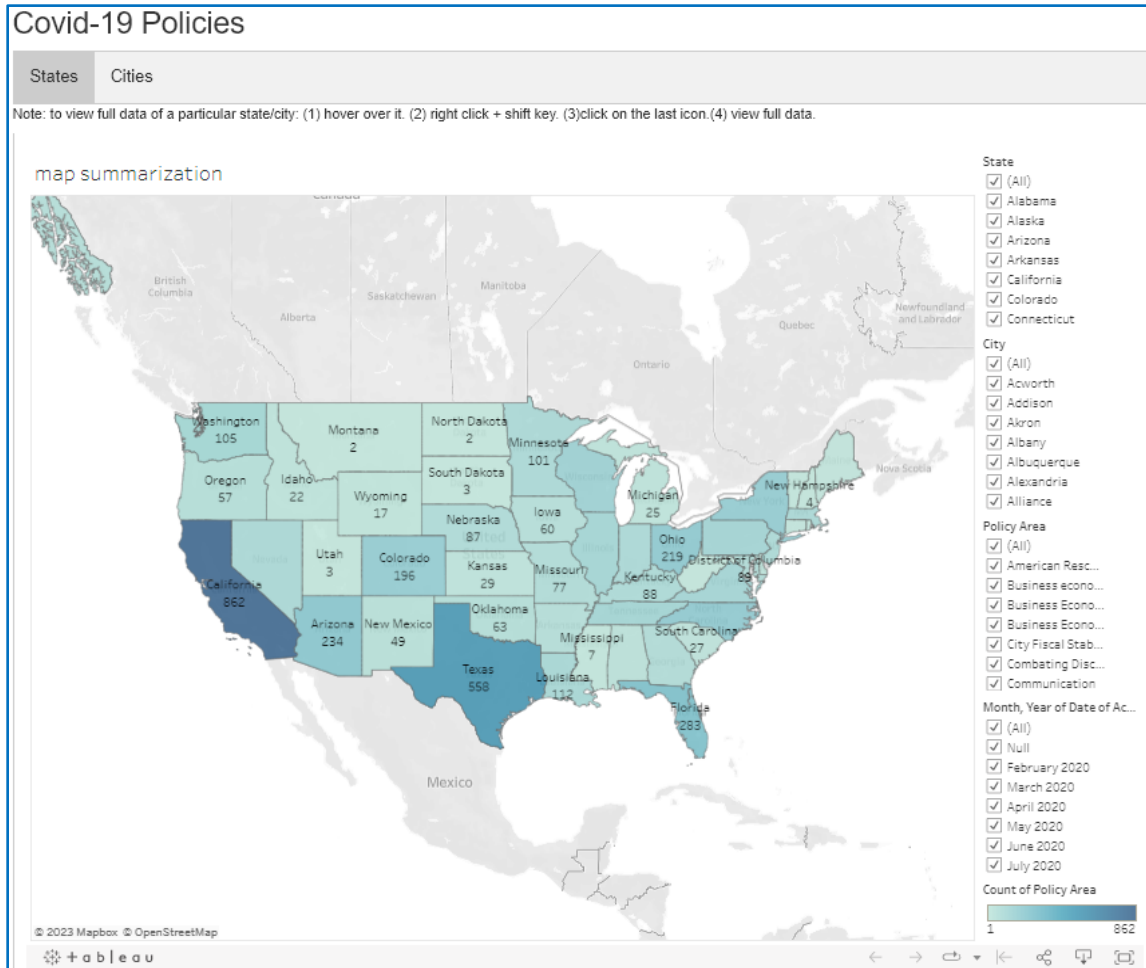 Covid-19 Policies
States Cities
Note: to view full data of a particular state/city: (1) hover over it. (2) right click + shift key. (3)click on the last icon.(4) view full data.
map summarization
Canada
British
Columbia
Alberta
Saskatchewan
Manitoba
Ontario
Quebec
Newfoundland
and Labrador
Nova Scotia
Washington
105
Montana
2
North Dakota
2
Minnesota
101
Oregon
57
Idaho
22
Wyoming
17
South Dakota
3
Michigan
25
New Hampshire
4
Iowa
60
Nebraska
87
United
States
Utah
3
Colorado
196
Kansas
29
Missouri
77
Illinois
Ohio
219
District of Columbia
89
Kentucky
88
California
862
Arizona
234
New Mexico
49
Oklahoma
63
Mississippi
7
South Carolina
27
Texas
558
Louisiana
112
Florida
283
Mexico
© 2023 Mapbox © OpenStreetMap
State
(All)
Alabama
Alaska
Arizona
Arkansas
California
Colorado
Connecticut
City
(All)
Acworth
Addison
Akron
Albany
Albuquerque
Alexandria
Alliance
Policy Area
(All)
American Resc...
Business econo...
Business Econo...
Business Econo...
City Fiscal Stab...
Combating Disc...
Communication
Month, Year of Date of Ac...
(All)
Null
February 2020
March 2020
April 2020
May 2020
June 2020
July 2020
Count of Policy Area
1 862
+ a b l e a u